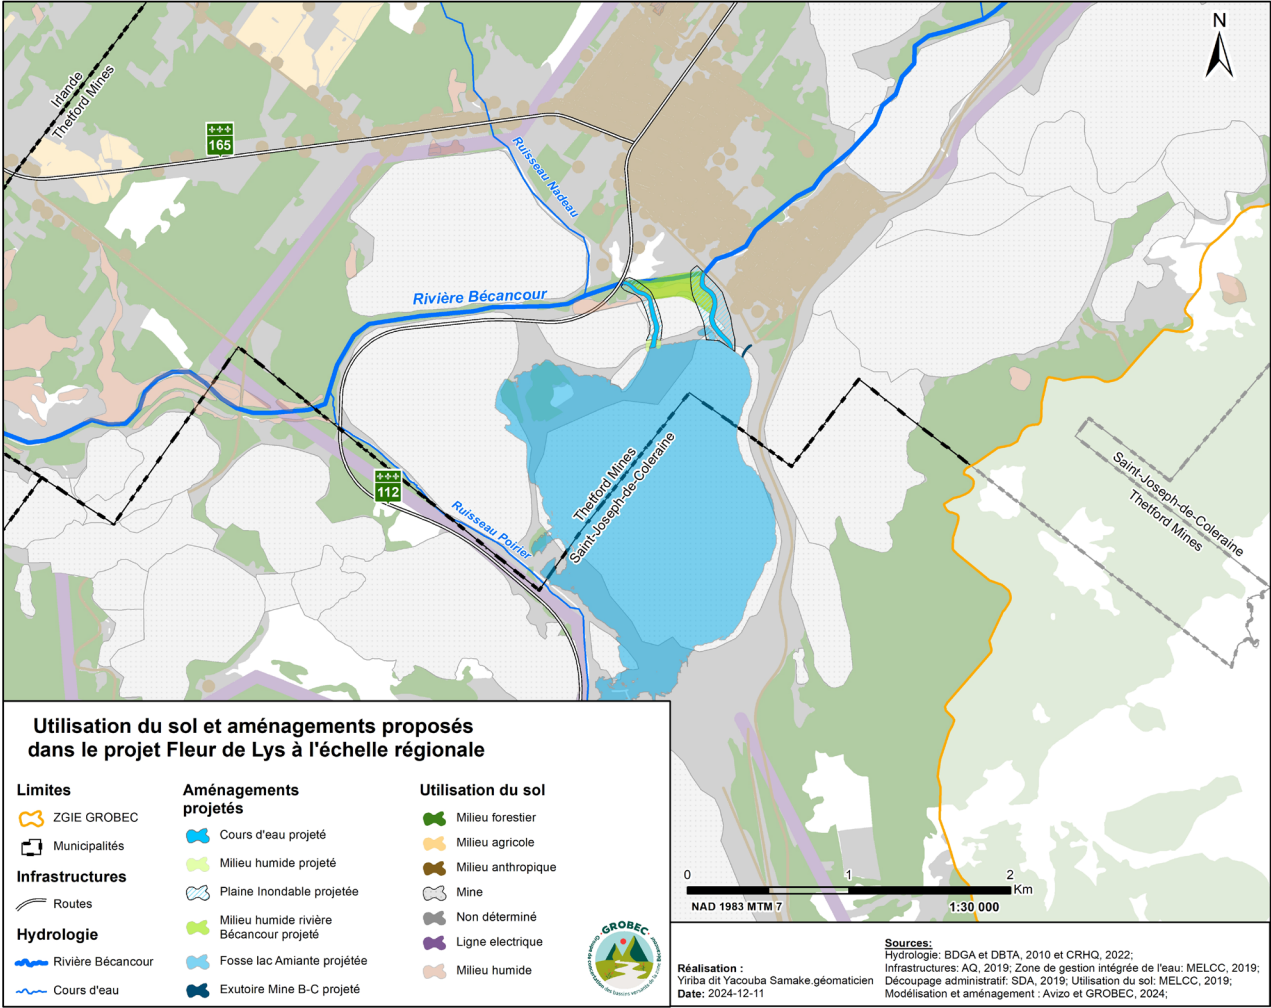 N
Irlande
Thetford Mines
165
Ruisseau Nadeau
Rivière Bécancour
Thetford Mines
Saint-Joseph-de-Coleraine
Saint-Joseph-de-Coleraine
Thetford Mines
112
Ruisseau Poirier
Utilisation du sol et aménagements proposés
dans le projet Fleur de Lys à l'échelle régionale
Limites
ZGIE GROBEC
Municipalités
Infrastructures
Routes
Hydrologie
Rivière Bécancour
Cours d'eau
Aménagements
projetés
Cours d'eau projeté
Milieu humide projeté
Plaine Inondable projetée
Milieu humide rivière
Bécancour projeté
Fosse lac Amiante projetée
Exutoire Mine B-C projeté
Utilisation du sol
Milieu forestier
Milieu agricole
Milieu anthropique
Mine
Non déterminé
Ligne electrique
Milieu humide
GROBEC
0 1 2
Km
NAD 1983 MTM 7
1:30 000
Réalisation :
Yiriba dit Yacouba Samake.géomaticien
Date: 2024-12-11
Sources:
Hydrologie: BDGA et DBTA, 2010 et CRHQ, 2022;
Infrastructures: AQ, 2019; Zone de gestion intégrée de l'eau: MELCC, 2019;
Découpage administratif: SDA, 2019; Utilisation du sol: MELCC, 2019;
Modélisation et aménagement : Avizo et GROBEC, 2024;